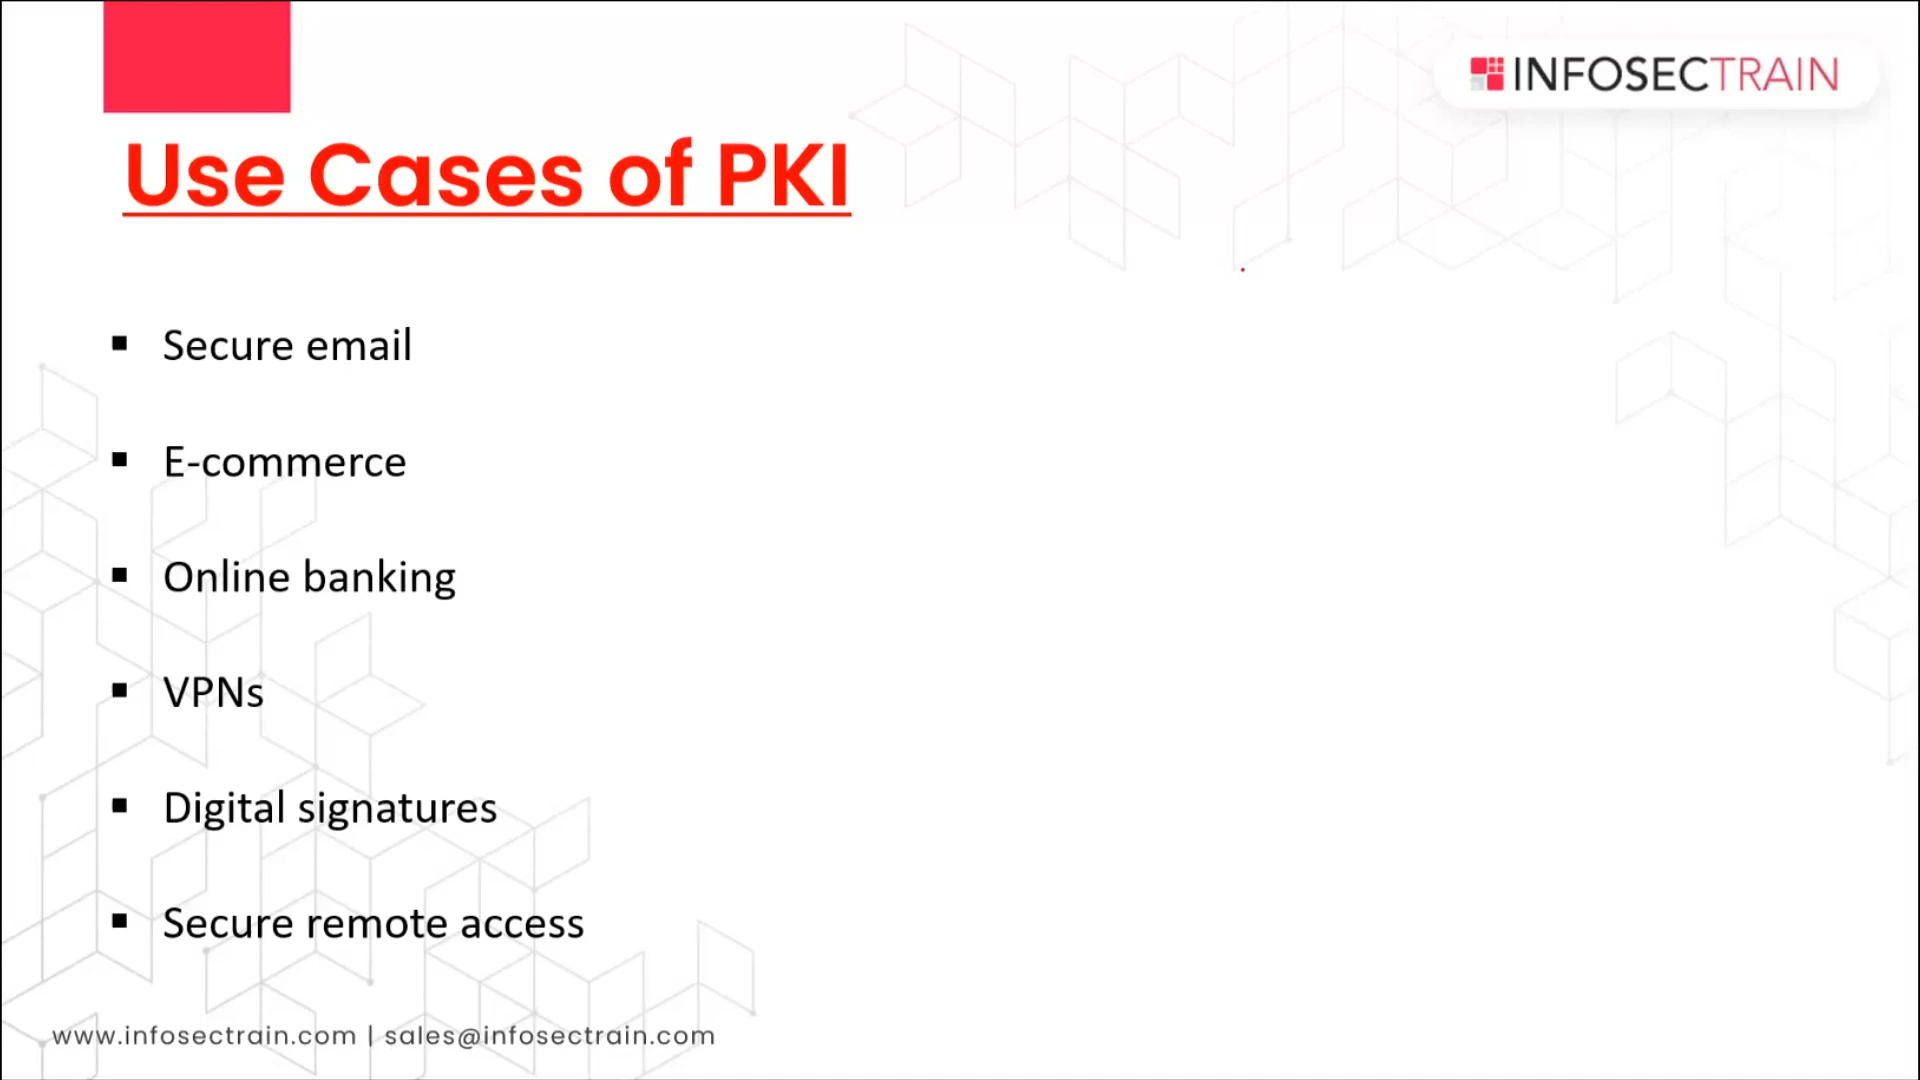 INFOSECTRAIN
Use Cases of PKI
▪ Secure email
▪ E-commerce
▪ Online banking
▪ VPNs
▪ Digital signatures
▪ Secure remote access
www.infosectrain.com | sales@infosectrain.com